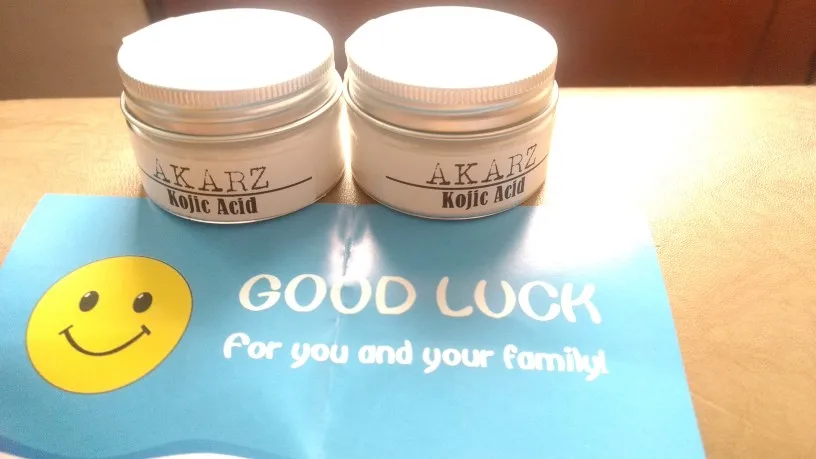 AKARZ
Kojic Acid
AKARZ
Kojic Acid
GOOD LUCK
For you and your family!